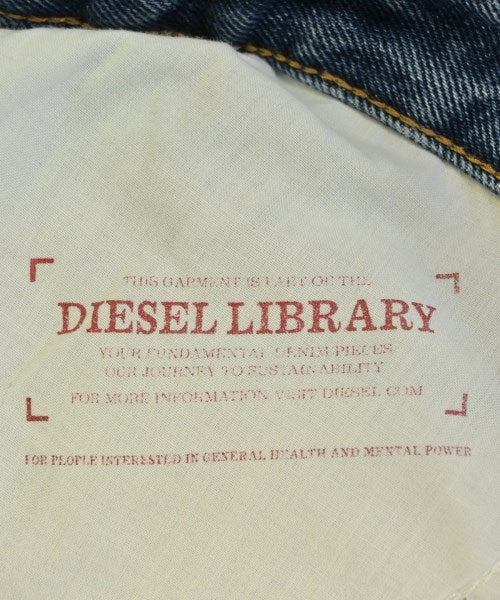 THIS GARMENT IS PART OF THE
DIESEL LIBRARY
YOUR FUNDAMENTAL DENIM PIECES
OUR JOURNEY TO SUSTAINABILITY
FOR MORE INFORMATION VISIT DIESEL.COM
FOR PEOPLE INTERESTED IN GENERAL HEALTH AND MENTAL POWER